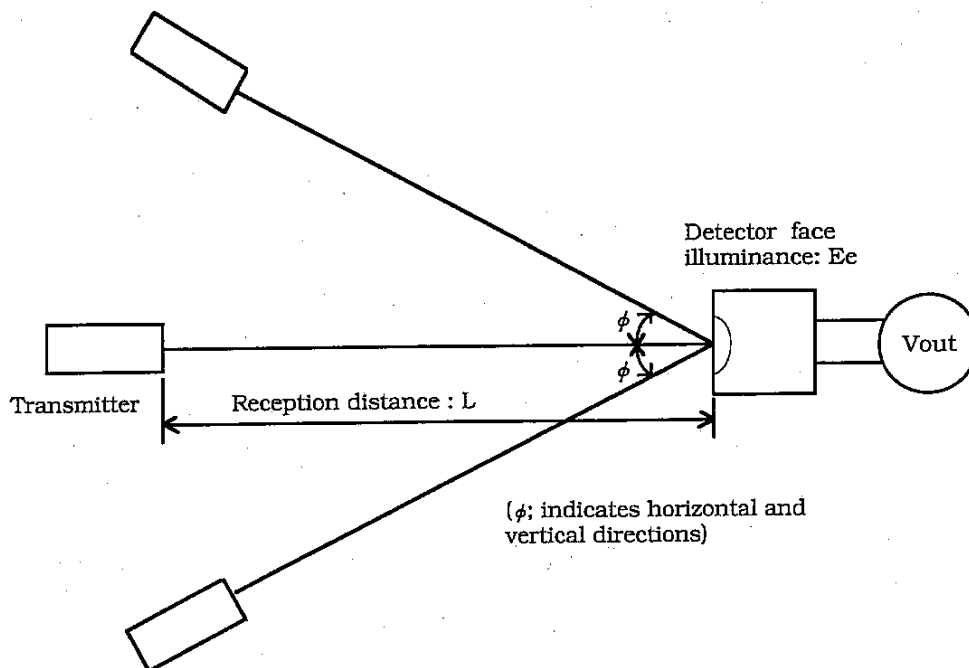 Detector face
illuminance: Ee
ϕ
ϕ
Vout
Transmitter
Reception distance : L
(ϕ; indicates horizontal and
vertical directions)